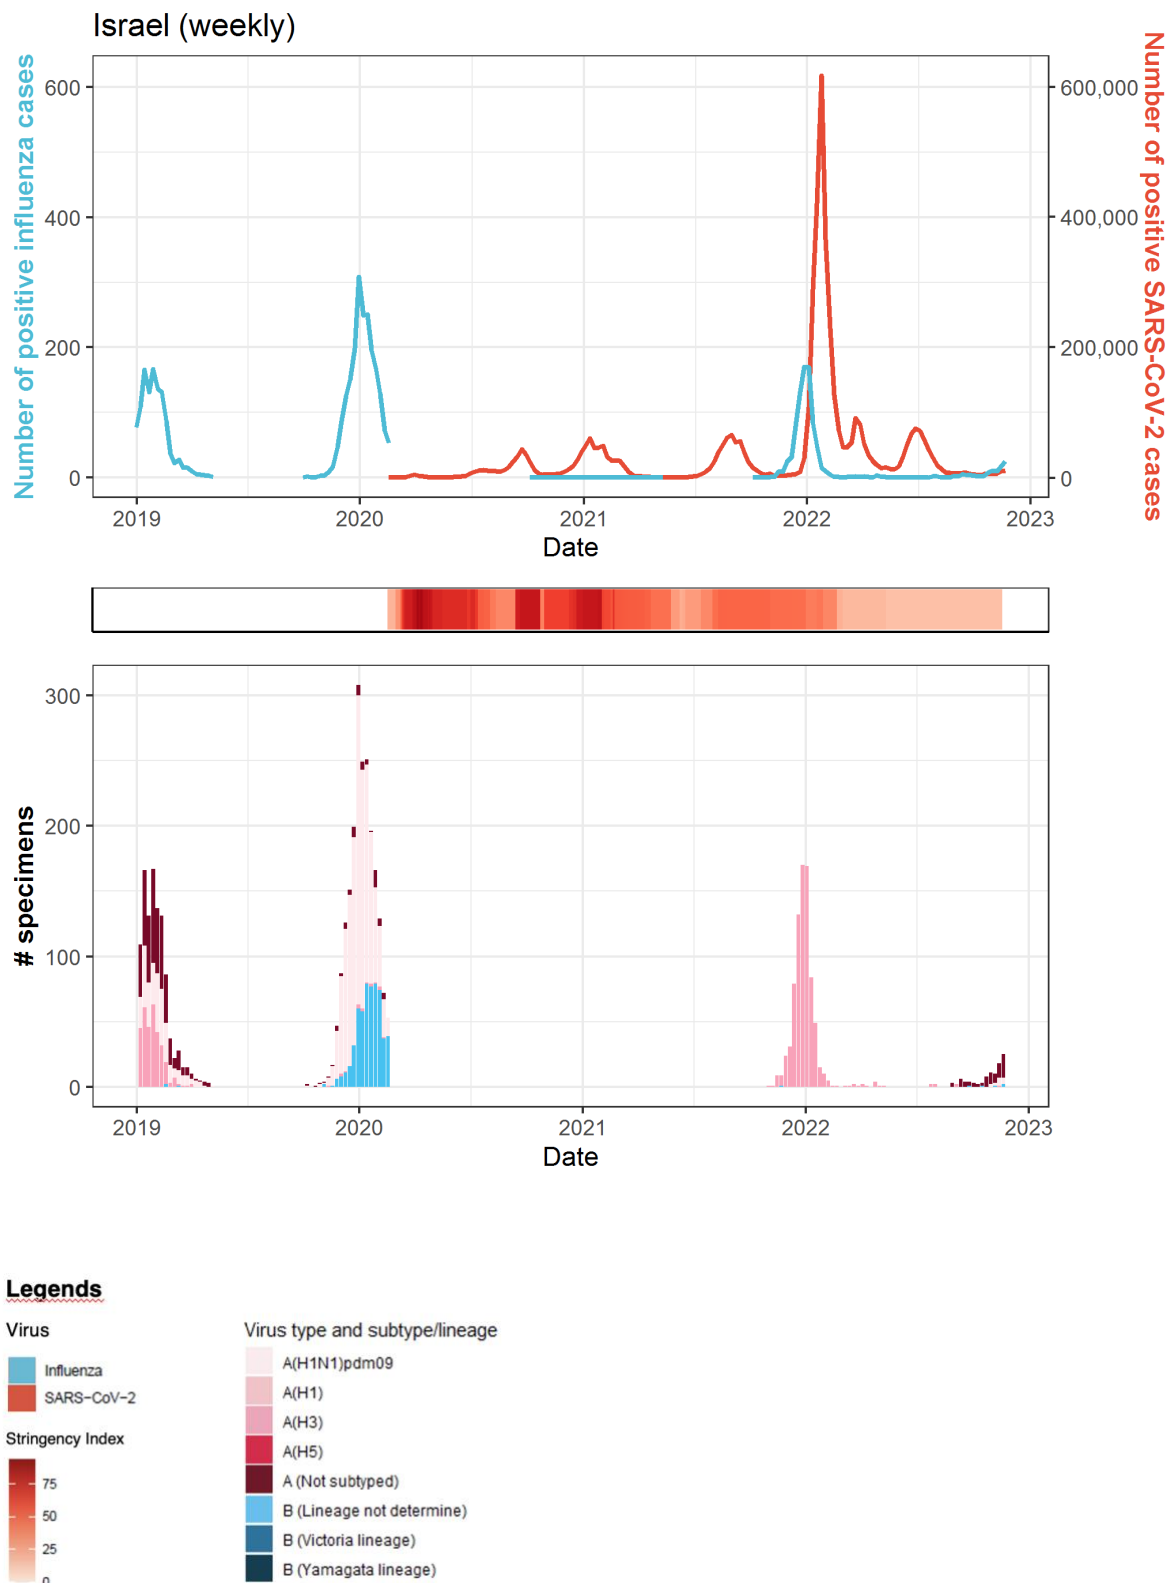 Israel (weekly)
Number of positive influenza cases
600
400
200
0
600,000
400,000
200,000
0
Number of positive SARS-CoV-2 cases
2019
2020
2021
2022
2023
Date
# specimens
300
200
100
0
2019
2020
2021
2022
2023
Date
Legends
Virus
Influenza
SARS-CoV-2
Stringency Index
75
50
25
0
Virus type and subtype/lineage
A(H1N1)pdm09
A(H1)
A(H3)
A(H5)
A (Not subtyped)
B (Lineage not determine)
B (Victoria lineage)
B (Yamagata lineage)